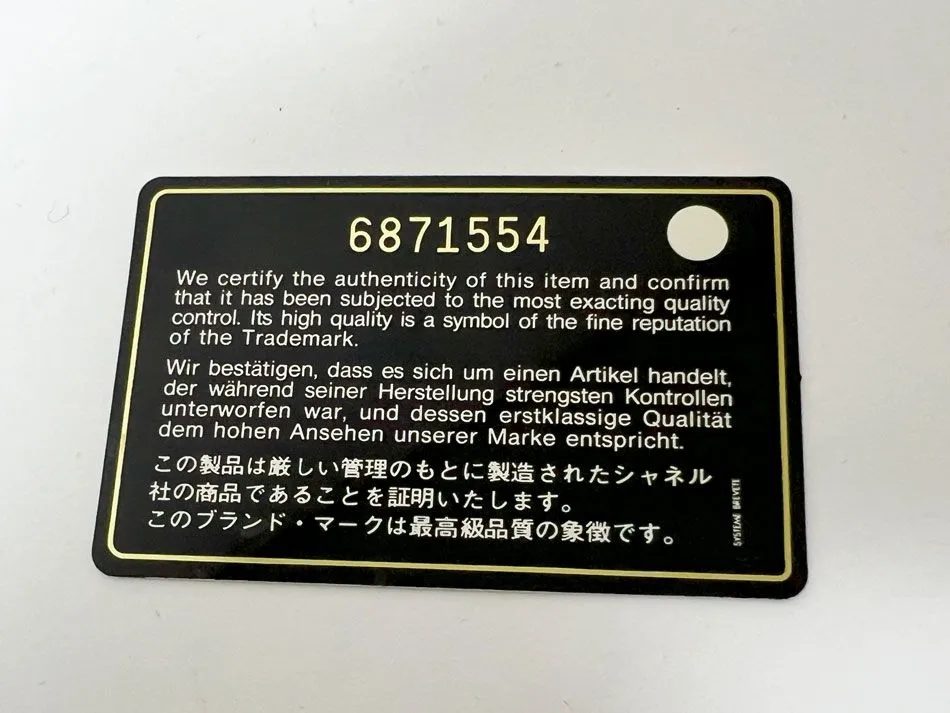 6871554
We certify the authenticity of this item and confirm
that it has been subjected to the most exacting quality
control. Its high quality is a symbol of the fine reputation
of the Trademark.
Wir bestätigen, dass es sich um einen Artikel handelt,
der während seiner Herstellung strengsten Kontrollen
unterworfen war, und dessen erstklassige Qualität
dem hohen Ansehen unserer Marke entspricht.
この製品は厳しい管理のもとに製造されたシャネル
社の商品であることを証明いたします。
このブランド・マークは最高級品質の象徴です。
SYSTEME BREVETE